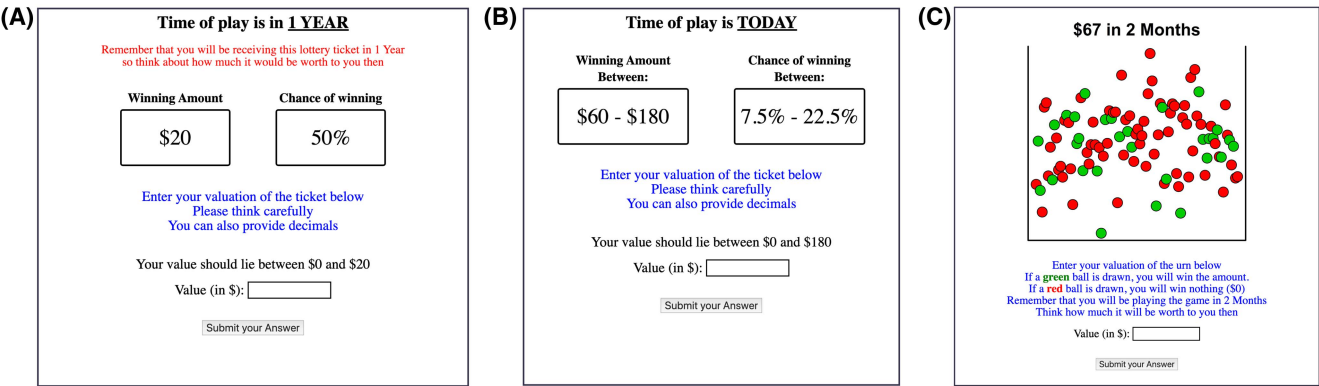 (A)
Time of play is in 1 YEAR
Remember that you will be receiving this lottery ticket in 1 Year
so think about how much it would be worth to you then
Winning Amount
Chance of winning
$20
50%
Enter your valuation of the ticket below
Please think carefully
You can also provide decimals
Your value should lie between $0 and $20
Value (in $):
Submit your Answer
(B)
Time of play is TODAY
Winning Amount
Between:
Chance of winning
Between:
$60 - $180
7.5% - 22.5%
Enter your valuation of the ticket below
Please think carefully
You can also provide decimals
Your value should lie between $0 and $180
Value (in $):
Submit your Answer
(C)
$67 in 2 Months
Enter your valuation of the urn below
If a green ball is drawn, you will win the amount.
If a red ball is drawn, you will win nothing ($0)
Remember that you will be playing the game in 2 Months
Think how much it will be worth to you then
Value (in $):
Submit your Answer